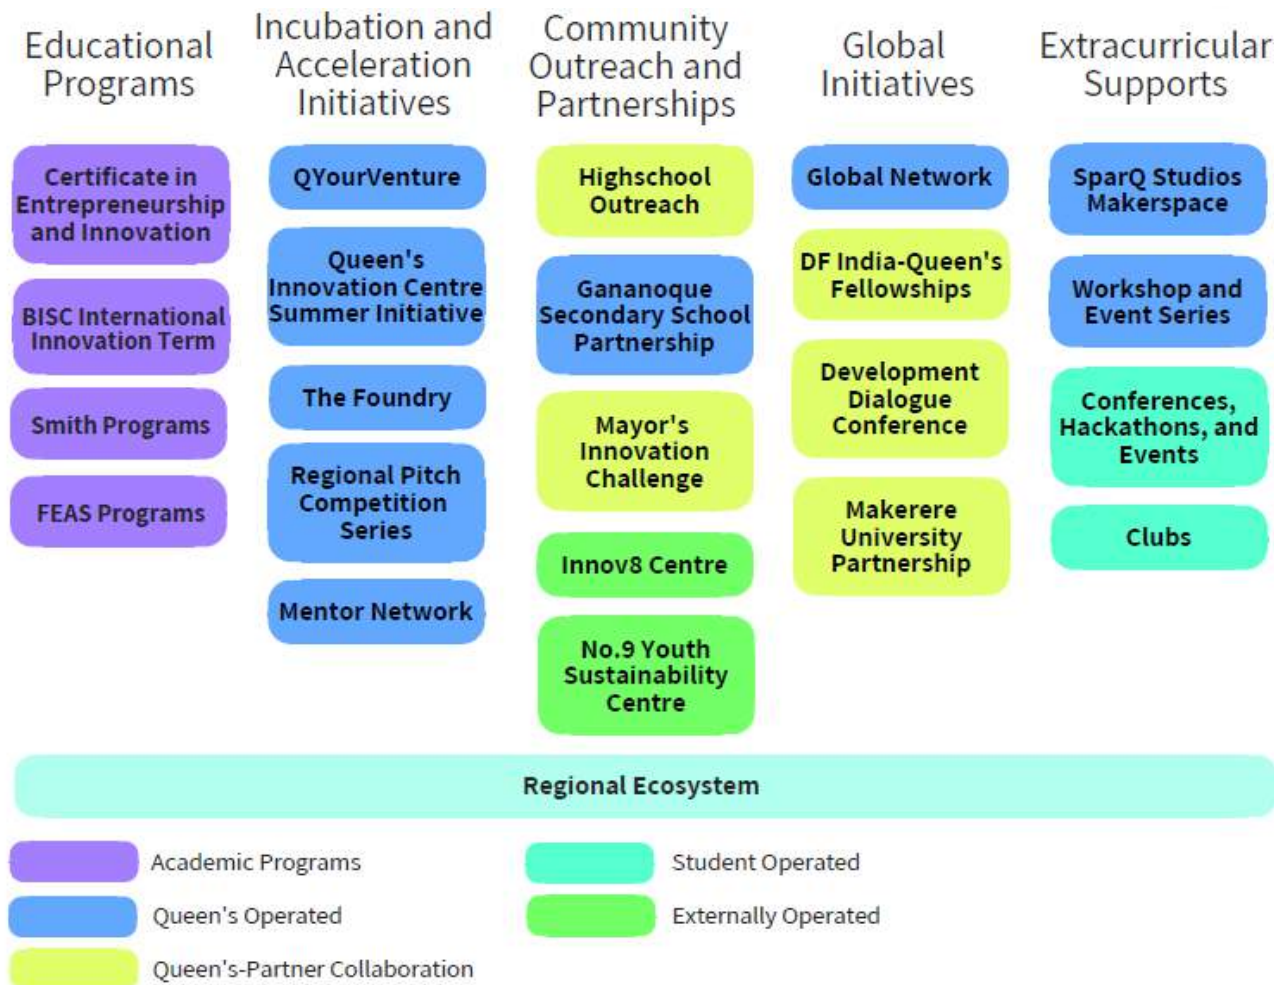 Educational
Programs
Incubation and
Acceleration
Initiatives
Community
Outreach and
Partnerships
Global
Initiatives
Extracurricular
Supports
Certificate in
Entrepreneurship
and Innovation
BISC International
Innovation Term
Smith Programs
FEAS Programs
QYourVenture
Queen's
Innovation Centre
Summer Initiative
The Foundry
Regional Pitch
Competition
Series
Mentor Network
Highschool
Outreach
Gananoque
Secondary School
Partnership
Mayor's
Innovation
Challenge
Innov8 Centre
No.9 Youth
Sustainability
Centre
Global Network
DF India-Queen's
Fellowships
Development
Dialogue
Conference
Makerere
University
Partnership
SparQ Studios
Makerspace
Workshop and
Event Series
Conferences,
Hackathons, and
Events
Clubs
Regional Ecosystem
Academic Programs
Queen's Operated
Queen's-Partner Collaboration
Student Operated
Externally Operated